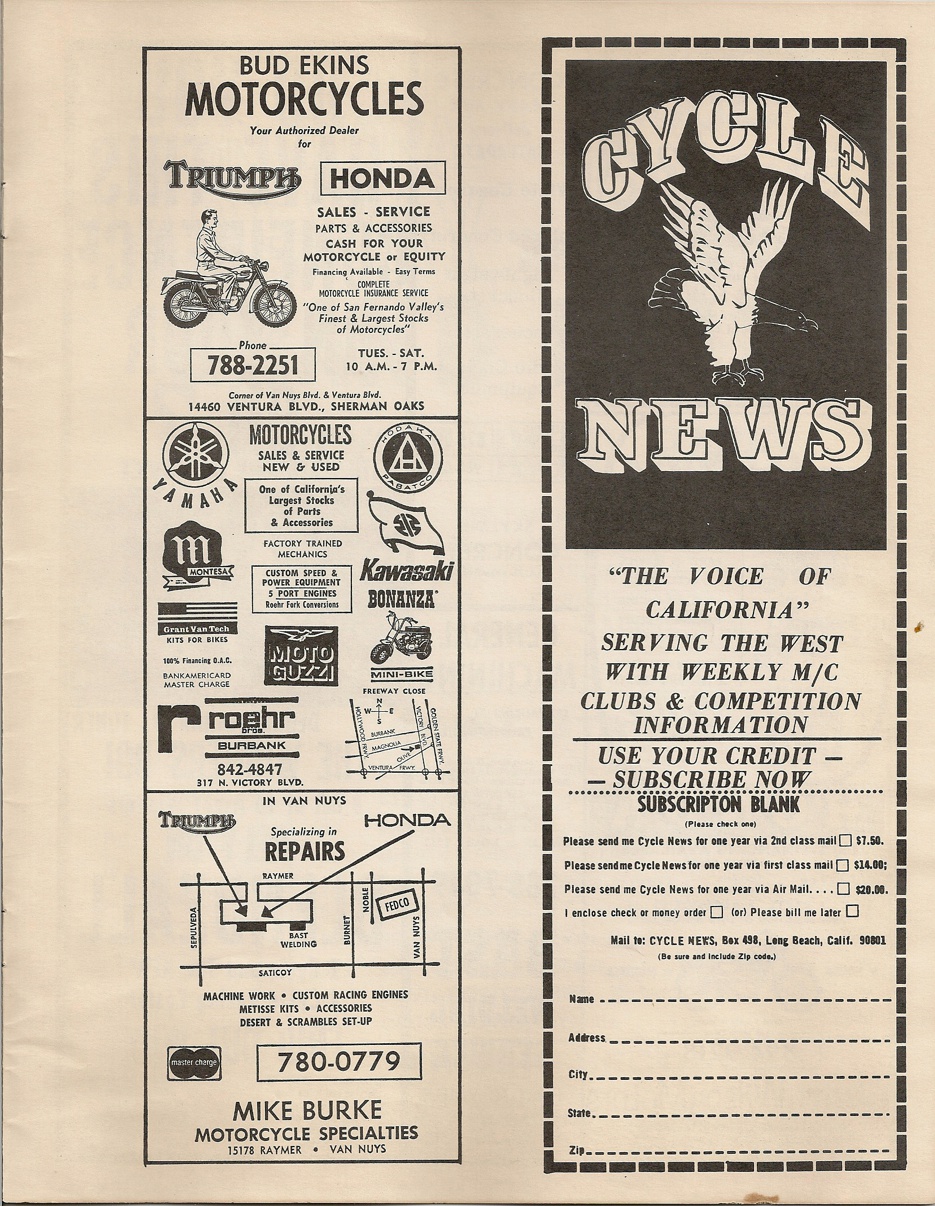 BUD EKINS
MOTORCYCLES
Your Authorized Dealer
for
TRIUMPH HONDA
SALES - SERVICE
PARTS & ACCESSORIES
CASH FOR YOUR
MOTORCYCLE or EQUITY
Financing Available - Easy Terms
COMPLETE
MOTORCYCLE INSURANCE SERVICE
"One of San Fernando Valley's
Finest & Largest Stocks
of Motorcycles"
Phone
788-2251
TUES. - SAT.
10 A.M. - 7 P.M.
Corner of Van Nuys Blvd. & Ventura Blvd.
14460 VENTURA BLVD., SHERMAN OAKS
YAMAHA
MOTORCYCLES
SALES & SERVICE
NEW & USED
HODAKA
PABATCO
One of California's
Largest Stocks
of Parts
& Accessories
FACTORY TRAINED
MECHANICS
MONTESA
Kawasaki
CUSTOM SPEED &
POWER EQUIPMENT
5 PORT ENGINES
Roehr Fork Conversions
BONANZA
MINI-BIKE
Grant Van Tech
KITS FOR BIKES
MOTO
GUZZI
100% Financing O.A.C.
BANKAMERICARD
MASTER CHARGE
roehr
bros.
BURBANK
842-4847
317 N. VICTORY BLVD.
FREEWAY CLOSE
N
W E
S
HOLLYWOOD FRWY.
VICTORY BLVD.
GOLDEN STATE FRWY.
BURBANK
MAGNOLIA
OLIVE
VENTURA FRWY.
IN VAN NUYS
TRIUMPH HONDA
Specializing in
REPAIRS
RAYMER
SEPULVEDA
BURNET
NOBLE
FEDCO
VAN NUYS
BAST
WELDING
SATICOY
MACHINE WORK • CUSTOM RACING ENGINES
METISSE KITS • ACCESSORIES
DESERT & SCRAMBLES SET-UP
master charge
780-0779
MIKE BURKE
MOTORCYCLE SPECIALTIES
15178 RAYMER • VAN NUYS
CYCLE
NEWS
"THE VOICE OF
CALIFORNIA"
SERVING THE WEST
WITH WEEKLY M/C
CLUBS & COMPETITION
INFORMATION
USE YOUR CREDIT —
— SUBSCRIBE NOW
SUBSCRIPTON BLANK
(Please check one)
Please send me Cycle News for one year via 2nd class mail $7.50.
Please send me Cycle News for one year via first class mail $14.00;
Please send me Cycle News for one year via Air Mail. . . . $20.00.
I enclose check or money order (or) Please bill me later
Mail to: CYCLE NEWS, Box 498, Long Beach, Calif. 90801
(Be sure and include Zip code.)
Name
Address
City
State
Zip